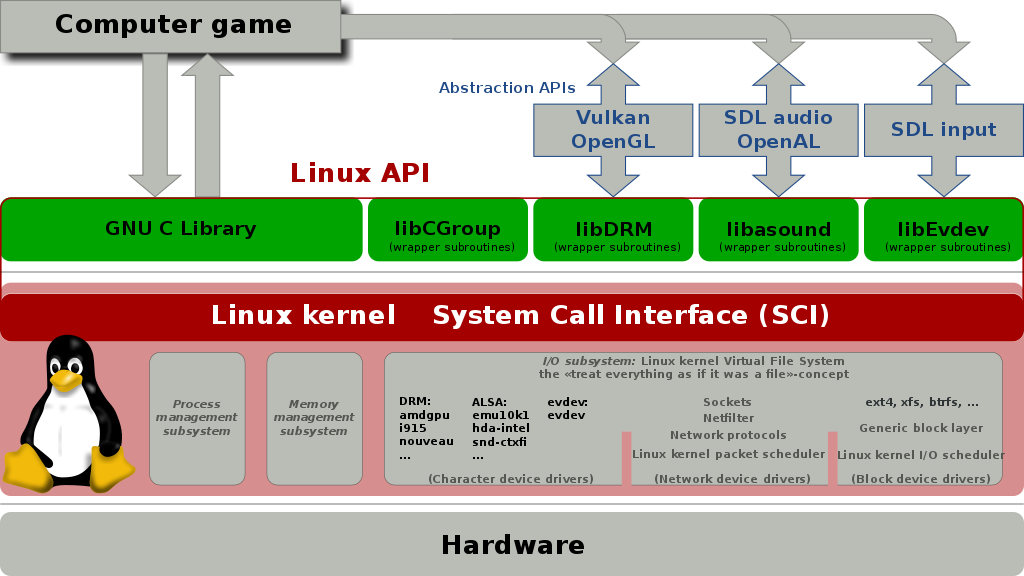 Computer game
Abstraction APIs
Vulkan
OpenGL
SDL audio
OpenAL
SDL input
Linux API
GNU C Library
libCGroup
(wrapper subroutines)
libDRM
(wrapper subroutines)
libasound
(wrapper subroutines)
libEvdev
(wrapper subroutines)
Linux kernel System Call Interface (SCI)
Process
management
subsystem
Memory
management
subsystem
I/O subsystem: Linux kernel Virtual File System
the «treat everything as if it was a file»-concept
DRM:
amdgpu
i915
nouveau
...
ALSA:
emu10k1
hda-intel
snd-ctxfi
...
evdev:
evdev
(Character device drivers)
Sockets
Netfilter
Network protocols
Linux kernel packet scheduler
(Network device drivers)
ext4, xfs, btrfs, ...
Generic block layer
Linux kernel I/O scheduler
(Block device drivers)
Hardware